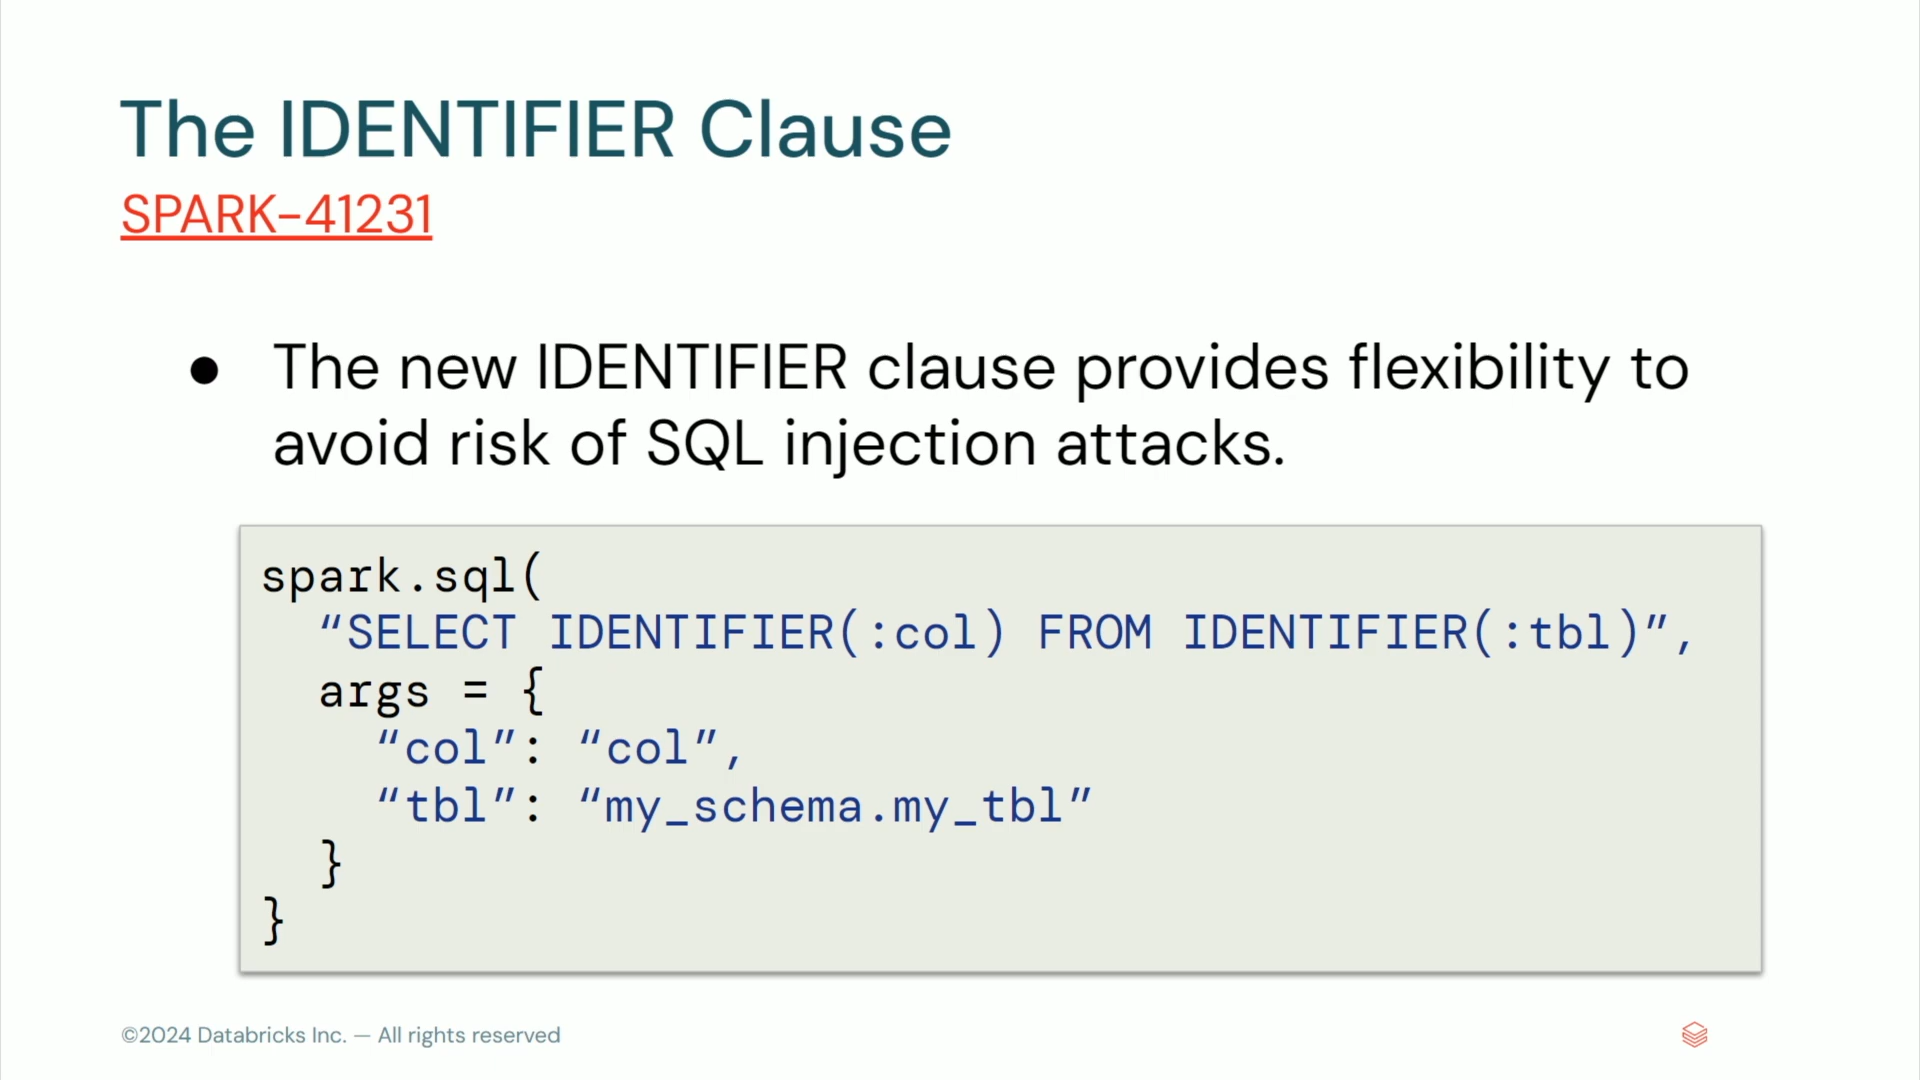 The IDENTIFIER Clause
SPARK-41231
● The new IDENTIFIER clause provides flexibility to
avoid risk of SQL injection attacks.
spark.sql(
  “SELECT IDENTIFIER(:col) FROM IDENTIFIER(:tbl)”,
  args = {
    “col”: “col”,
    “tbl”: “my_schema.my_tbl”
  }
}
©2024 Databricks Inc. — All rights reserved